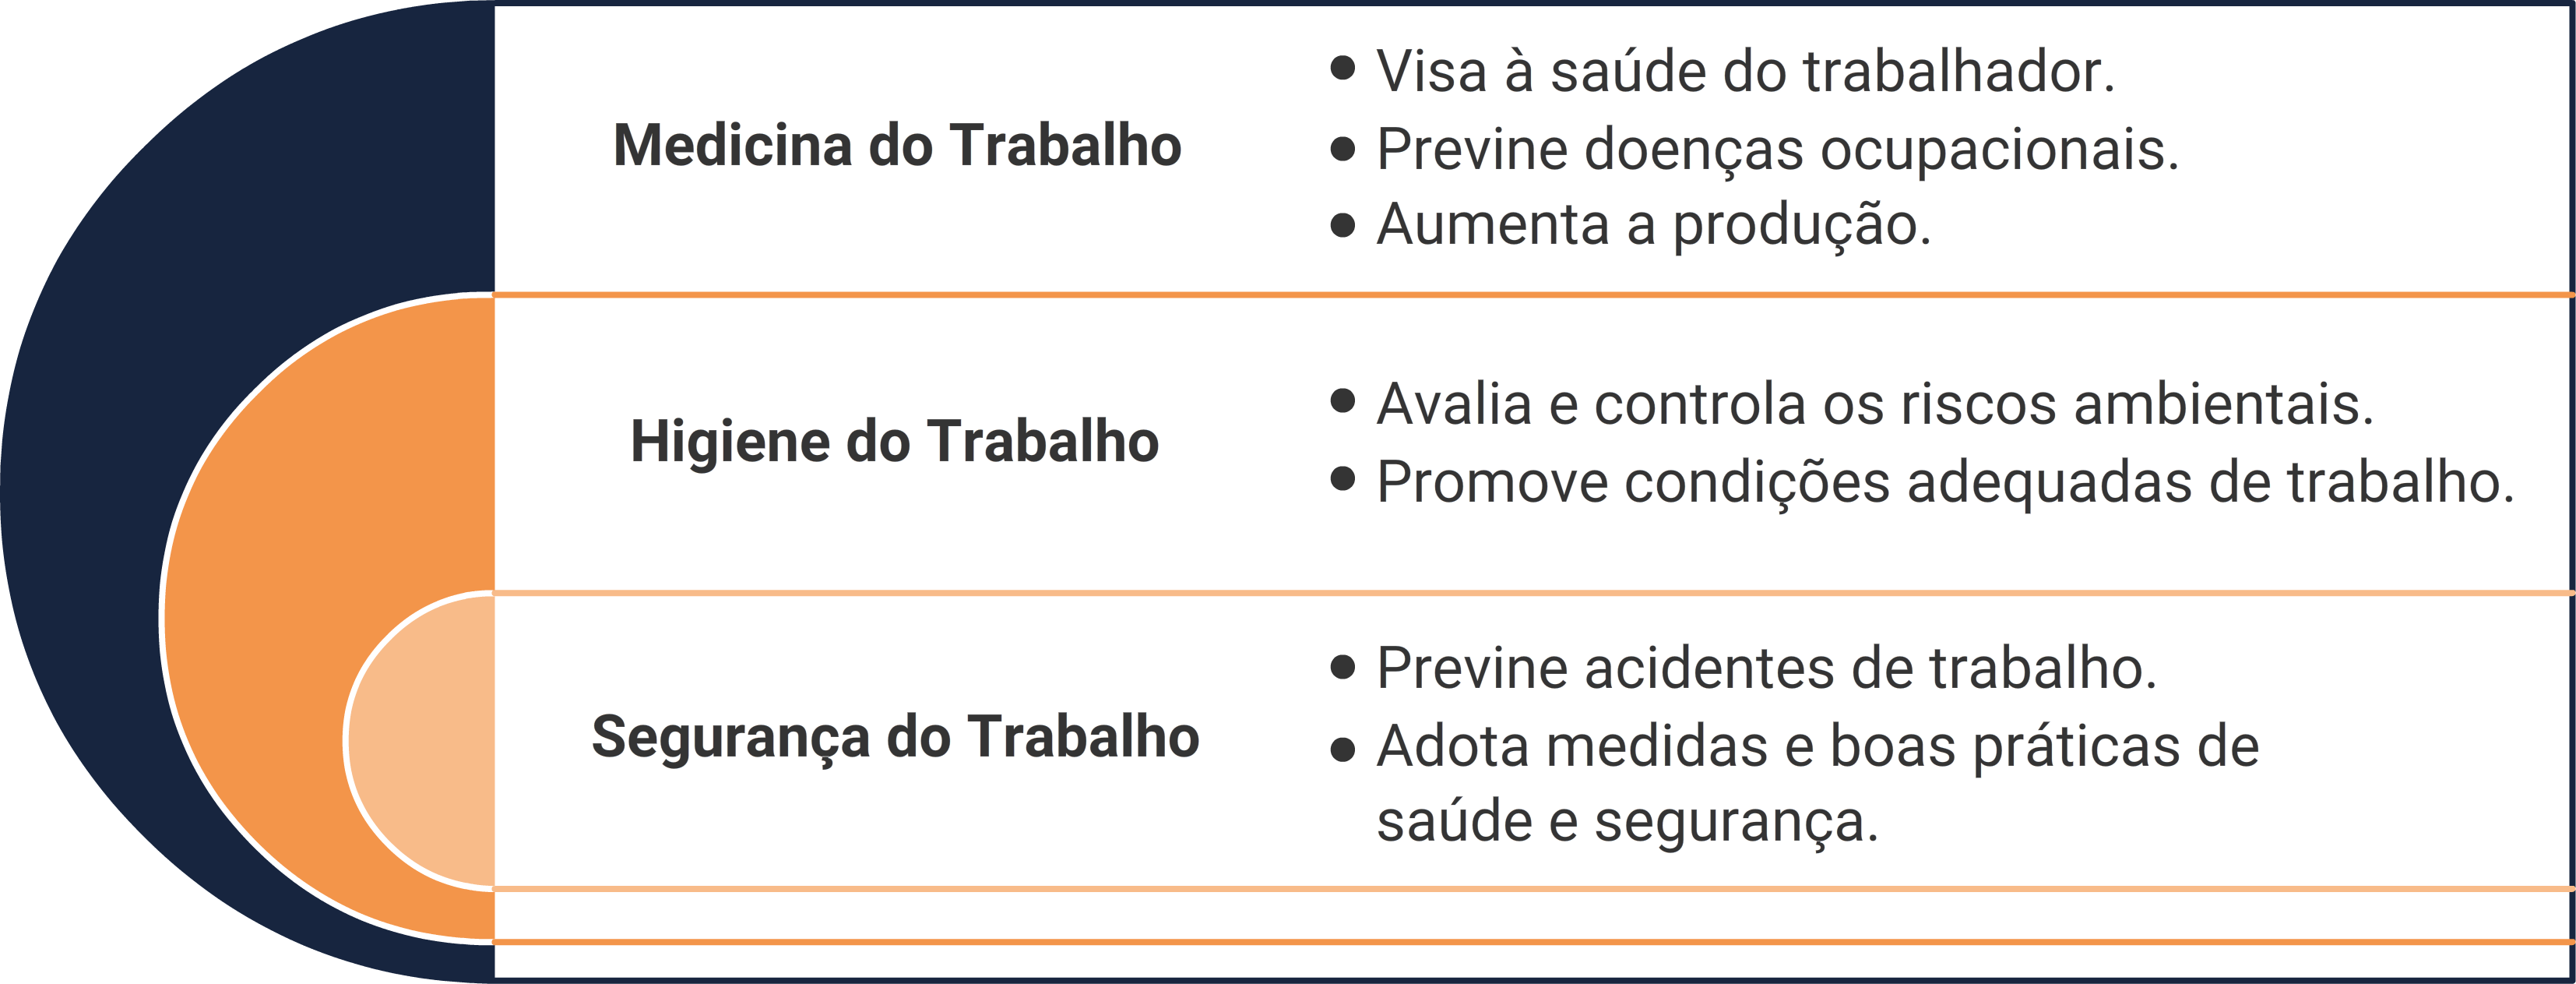 Medicina do Trabalho
• Visa à saúde do trabalhador.
• Previne doenças ocupacionais.
• Aumenta a produção.
Higiene do Trabalho
• Avalia e controla os riscos ambientais.
• Promove condições adequadas de trabalho.
Segurança do Trabalho
• Previne acidentes de trabalho.
• Adota medidas e boas práticas de
saúde e segurança.